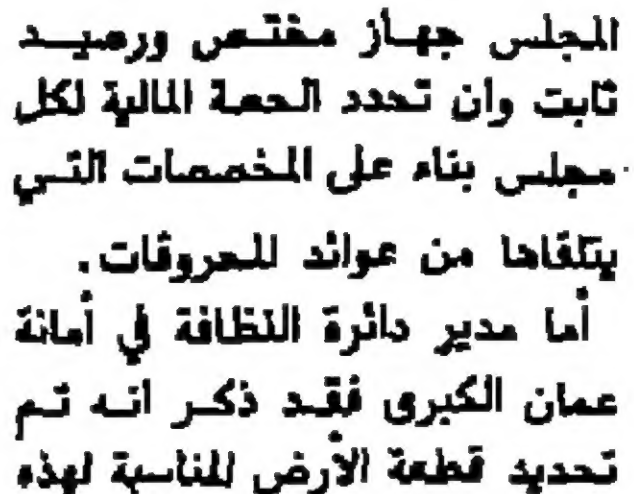 المجلس جهاز مختص ورصيد
ثابت وان تحدد الحصة المالية لكل
مجلس بناء على المخصصات التي
يتلقاها من عوائد المحروقات .
أما مدير دائرة النظافة في أمانة
عمان الكبرى فقد ذكر انه تم
تحديد قطعة الأرض المناسبة لهذه